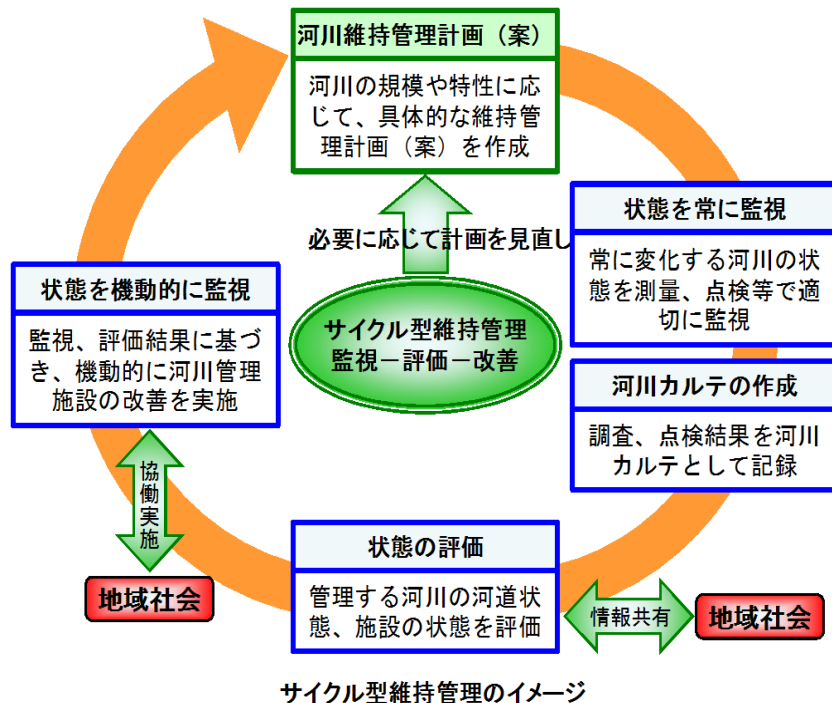 河川維持管理計画（案）
河川の規模や特性に応
じて、具体的な維持管
理計画（案）を作成
状態を常に監視
常に変化する河川の状
態を測量、点検等で適
切に監視
河川カルテの作成
調査、点検結果を河川
カルテとして記録
状態の評価
管理する河川の河道状
態、施設の状態を評価
情報共有
地域社会
状態を機動的に監視
監視、評価結果に基づ
き、機動的に河川管理
施設の改善を実施
協働実施
地域社会
必要に応じて計画を見直し
サイクル型維持管理
監視－評価－改善
サイクル型維持管理のイメージ